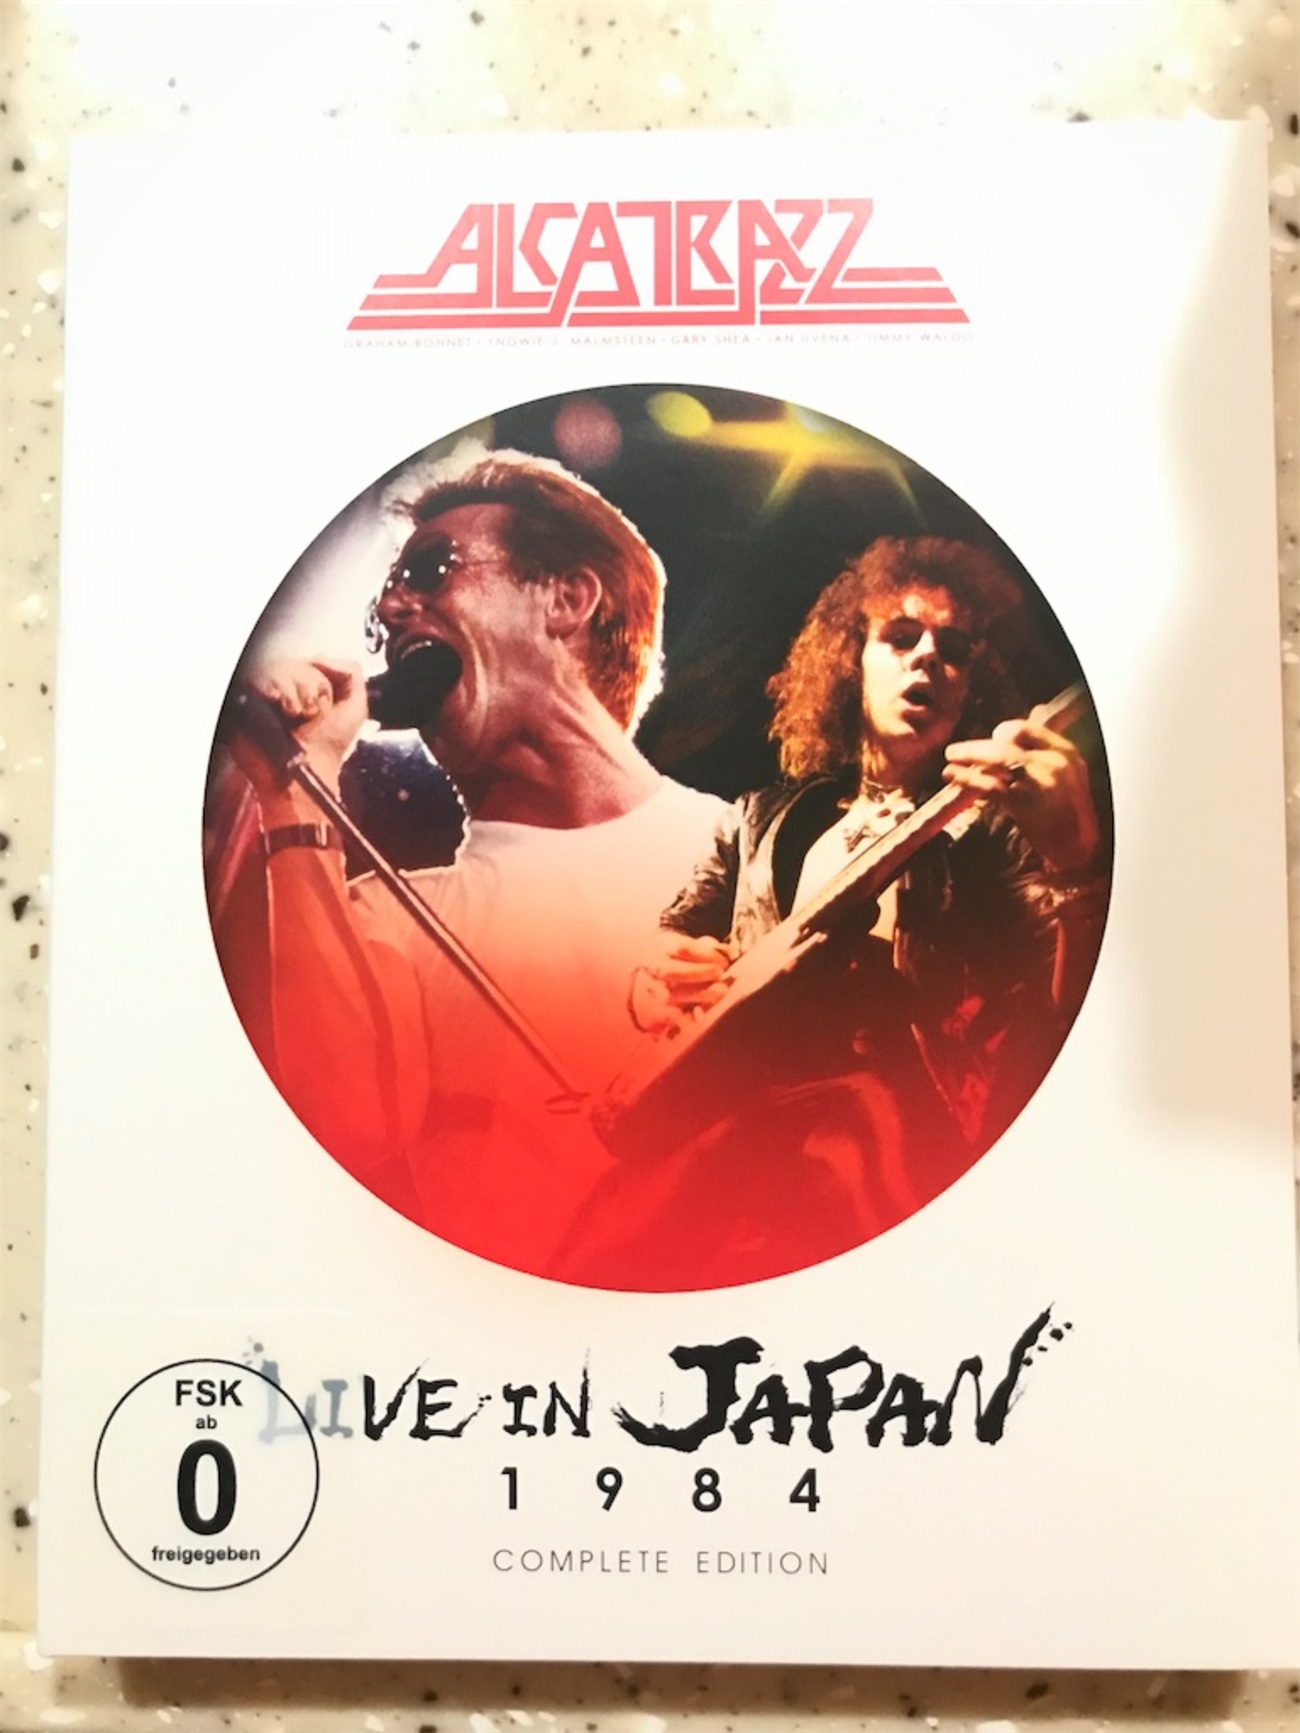 ALCATRAZZ
GRAHAM BONNET · YNGWIE J. MALMSTEEN · GARY SHEA · JAN UVENA · JIMMY WALDO
LIVE IN JAPAN
1984
COMPLETE EDITION
FSK
ab
0
freigegeben